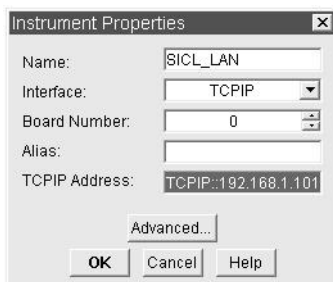 Instrument Properties
Name: SICL_LAN
Interface: TCPIP
Board Number: 0
Alias:
TCPIP Address: TCPIP::192.168.1.101
Advanced...
OK Cancel Help